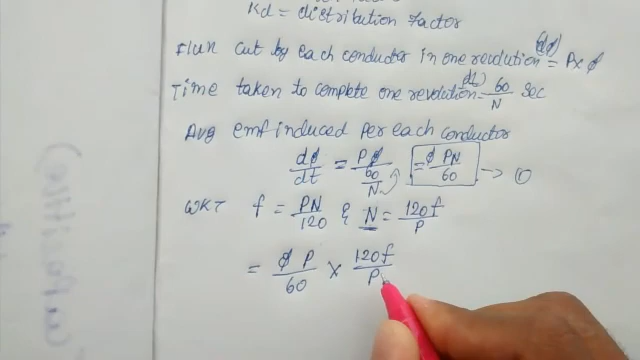 Kd = distribution factor
flux cut by each conductor in one revolution (dϕ) = P×ϕ
Time taken to complete one revolution (dt) = 60/N sec
Avg emf induced per each conductor
dϕ/dt = Pϕ/(60/N) = ϕPN/60 → ①
WKT f = PN/120 & N = 120f/P
= ϕP/60 × 120f/P